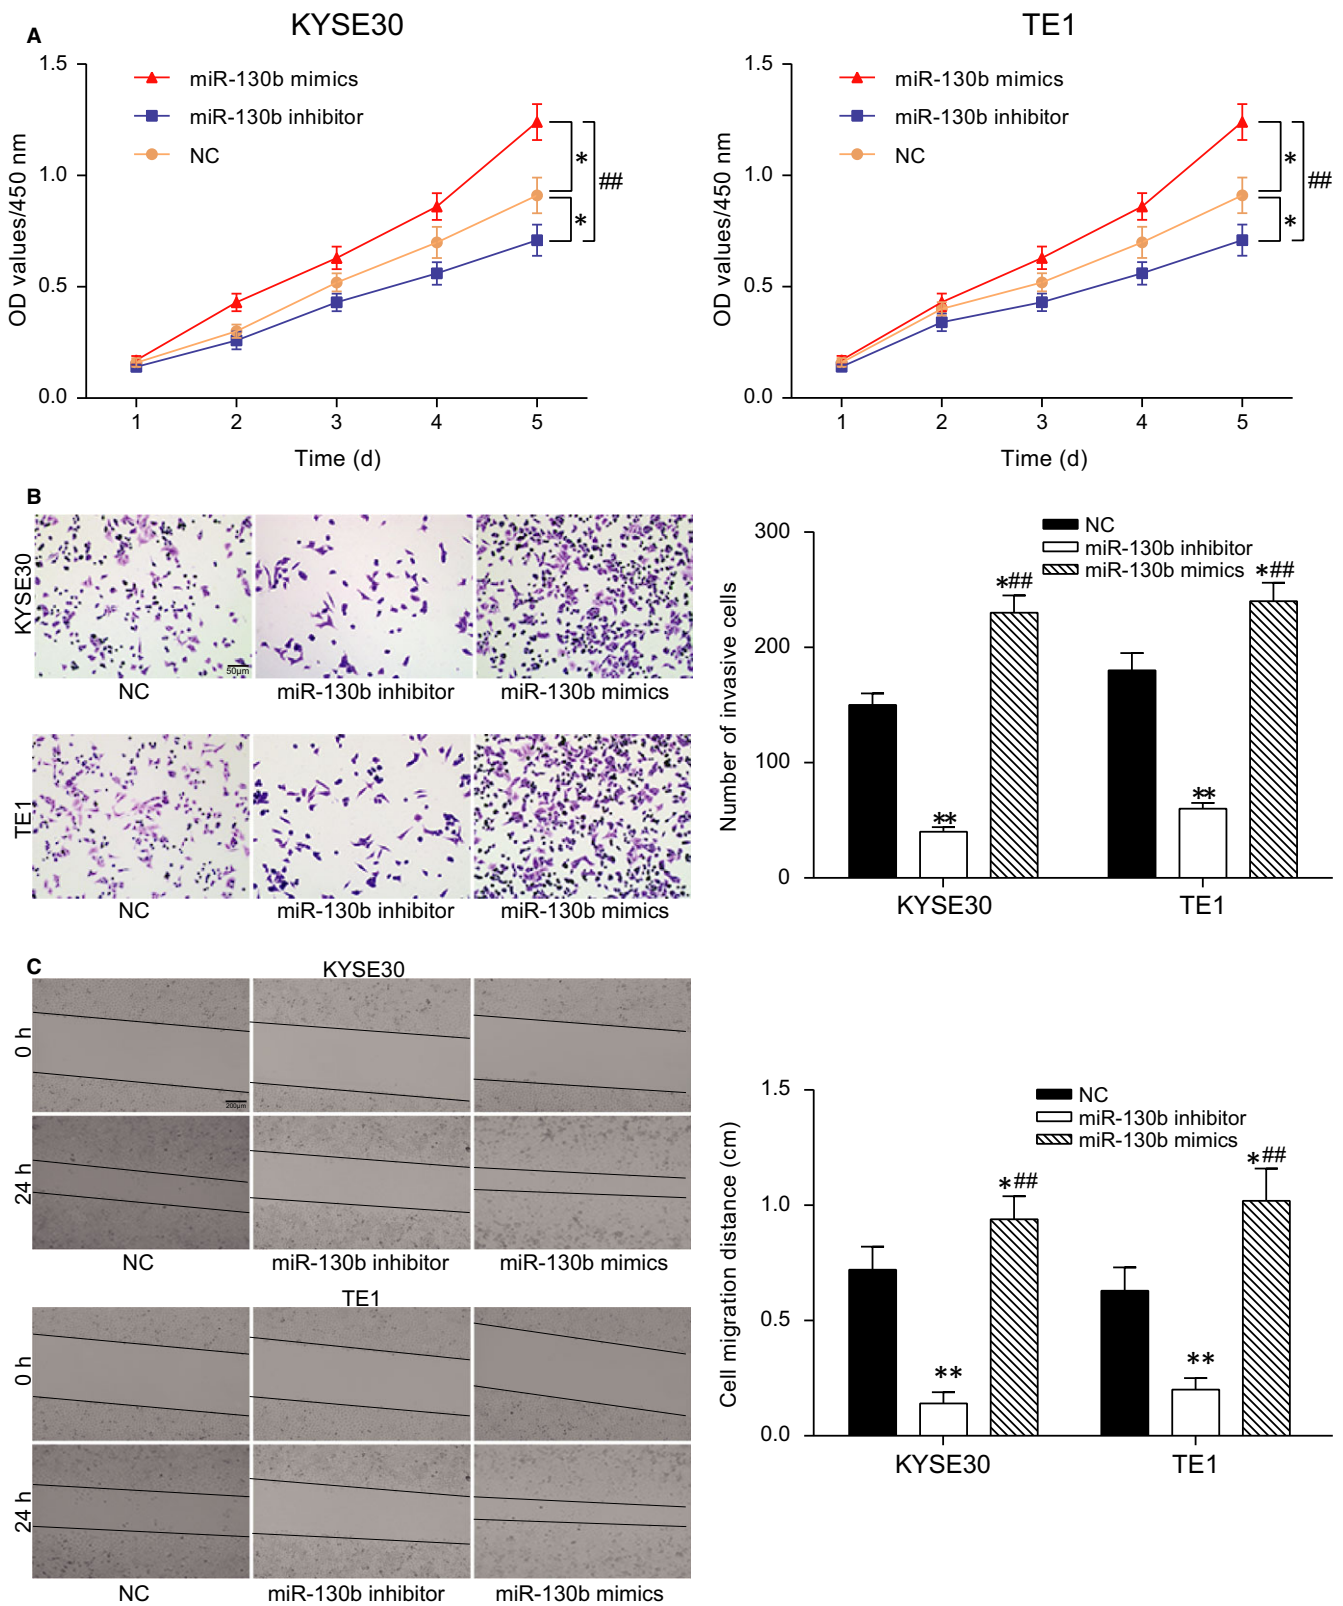 A
KYSE30
1.5
1.0
0.5
0.0
OD values/450 nm
miR-130b mimics
miR-130b inhibitor
NC
*
*
##
1 2 3 4 5
Time (d)
TE1
1.5
1.0
0.5
0.0
OD values/450 nm
miR-130b mimics
miR-130b inhibitor
NC
*
*
##
1 2 3 4 5
Time (d)
B
KYSE30
50μm
NC miR-130b inhibitor miR-130b mimics
TE1
NC miR-130b inhibitor miR-130b mimics
300
200
100
0
Number of invasive cells
NC
miR-130b inhibitor
miR-130b mimics
**
*##
**
*##
KYSE30 TE1
C
KYSE30
0 h
200μm
24 h
NC miR-130b inhibitor miR-130b mimics
TE1
0 h
24 h
NC miR-130b inhibitor miR-130b mimics
1.5
1.0
0.5
0.0
Cell migration distance (cm)
NC
miR-130b inhibitor
miR-130b mimics
**
*##
**
*##
KYSE30 TE1